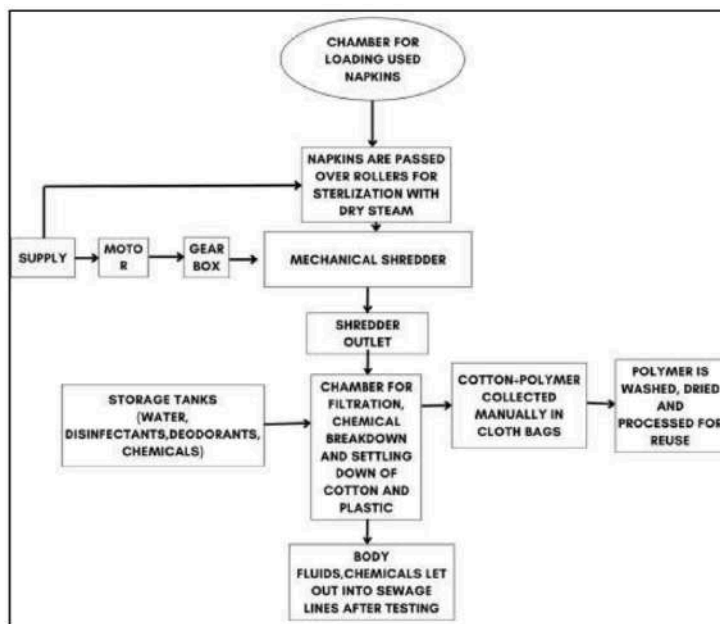 CHAMBER FOR
LOADING USED
NAPKINS
NAPKINS ARE PASSED
OVER ROLLERS FOR
STERLIZATION WITH
DRY STEAM
SUPPLY
MOTO
R
GEAR
BOX
MECHANICAL SHREDDER
SHREDDER
OUTLET
STORAGE TANKS
(WATER,
DISINFECTANTS,DEODORANTS,
CHEMICALS)
CHAMBER FOR
FILTRATION,
CHEMICAL
BREAKDOWN
AND SETTLING
DOWN OF
COTTON AND
PLASTIC
COTTON-POLYMER
COLLECTED
MANUALLY IN
CLOTH BAGS
POLYMER IS
WASHED, DRIED
AND
PROCESSED FOR
REUSE
BODY
FLUIDS,CHEMICALS LET
OUT INTO SEWAGE
LINES AFTER TESTING